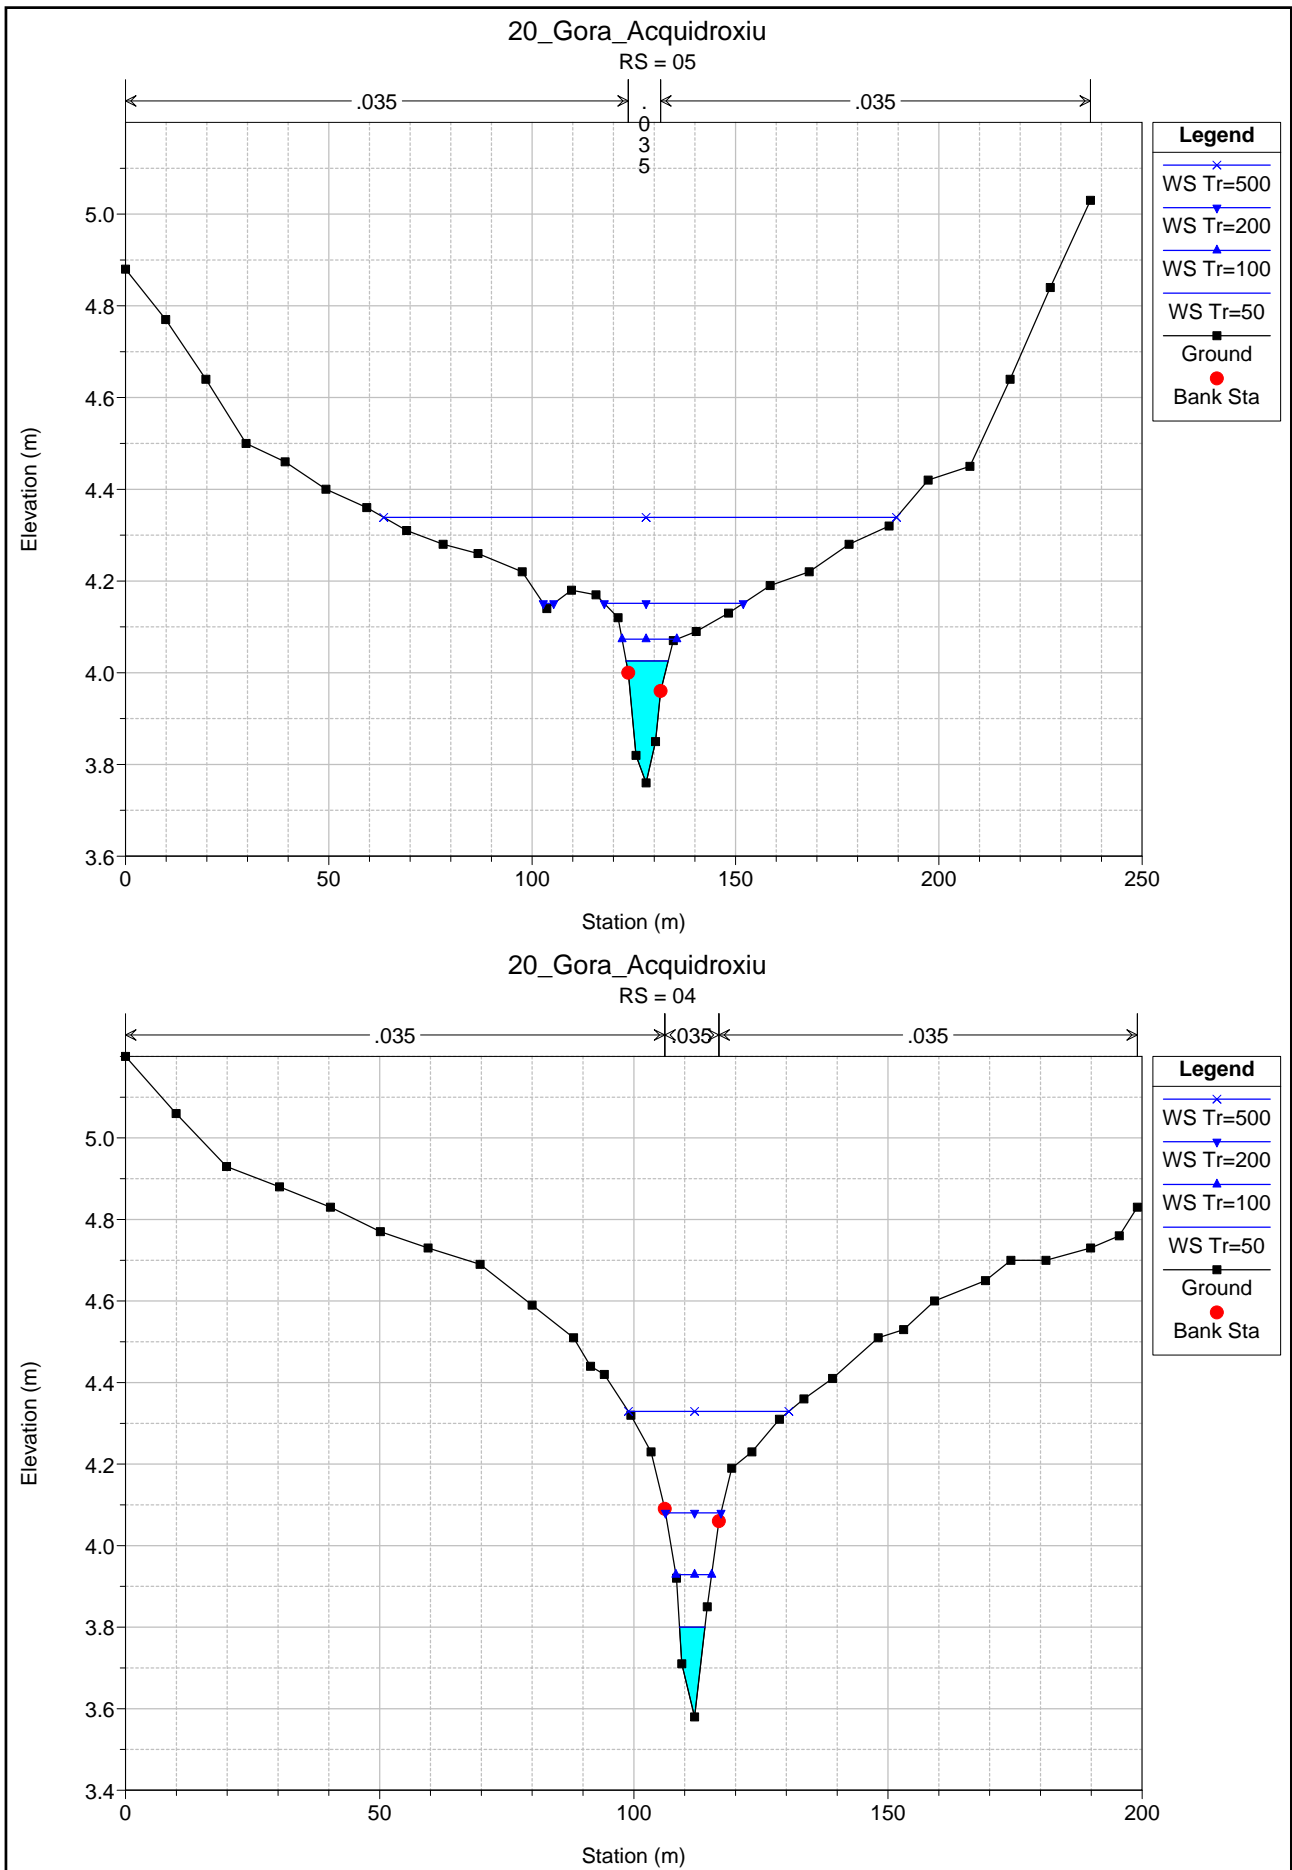 20_Gora_Acquidroxiu
RS = 05
.035
.035
.035
Legend
WS Tr=500
WS Tr=200
WS Tr=100
WS Tr=50
Ground
Bank Sta
5.0
4.8
4.6
4.4
4.2
4.0
3.8
3.6
0 50 100 150 200 250
Elevation (m)
Station (m)
20_Gora_Acquidroxiu
RS = 04
.035
.035
.035
Legend
WS Tr=500
WS Tr=200
WS Tr=100
WS Tr=50
Ground
Bank Sta
5.0
4.8
4.6
4.4
4.2
4.0
3.8
3.6
3.4
0 50 100 150 200
Elevation (m)
Station (m)